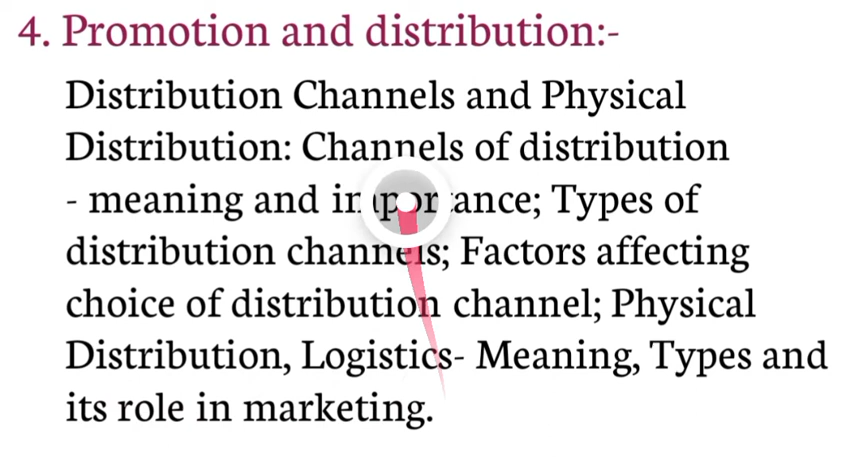 4. Promotion and distribution:-
Distribution Channels and Physical
Distribution: Channels of distribution
- meaning and importance; Types of
distribution channels; Factors affecting
choice of distribution channel; Physical
Distribution, Logistics- Meaning, Types and
its role in marketing.